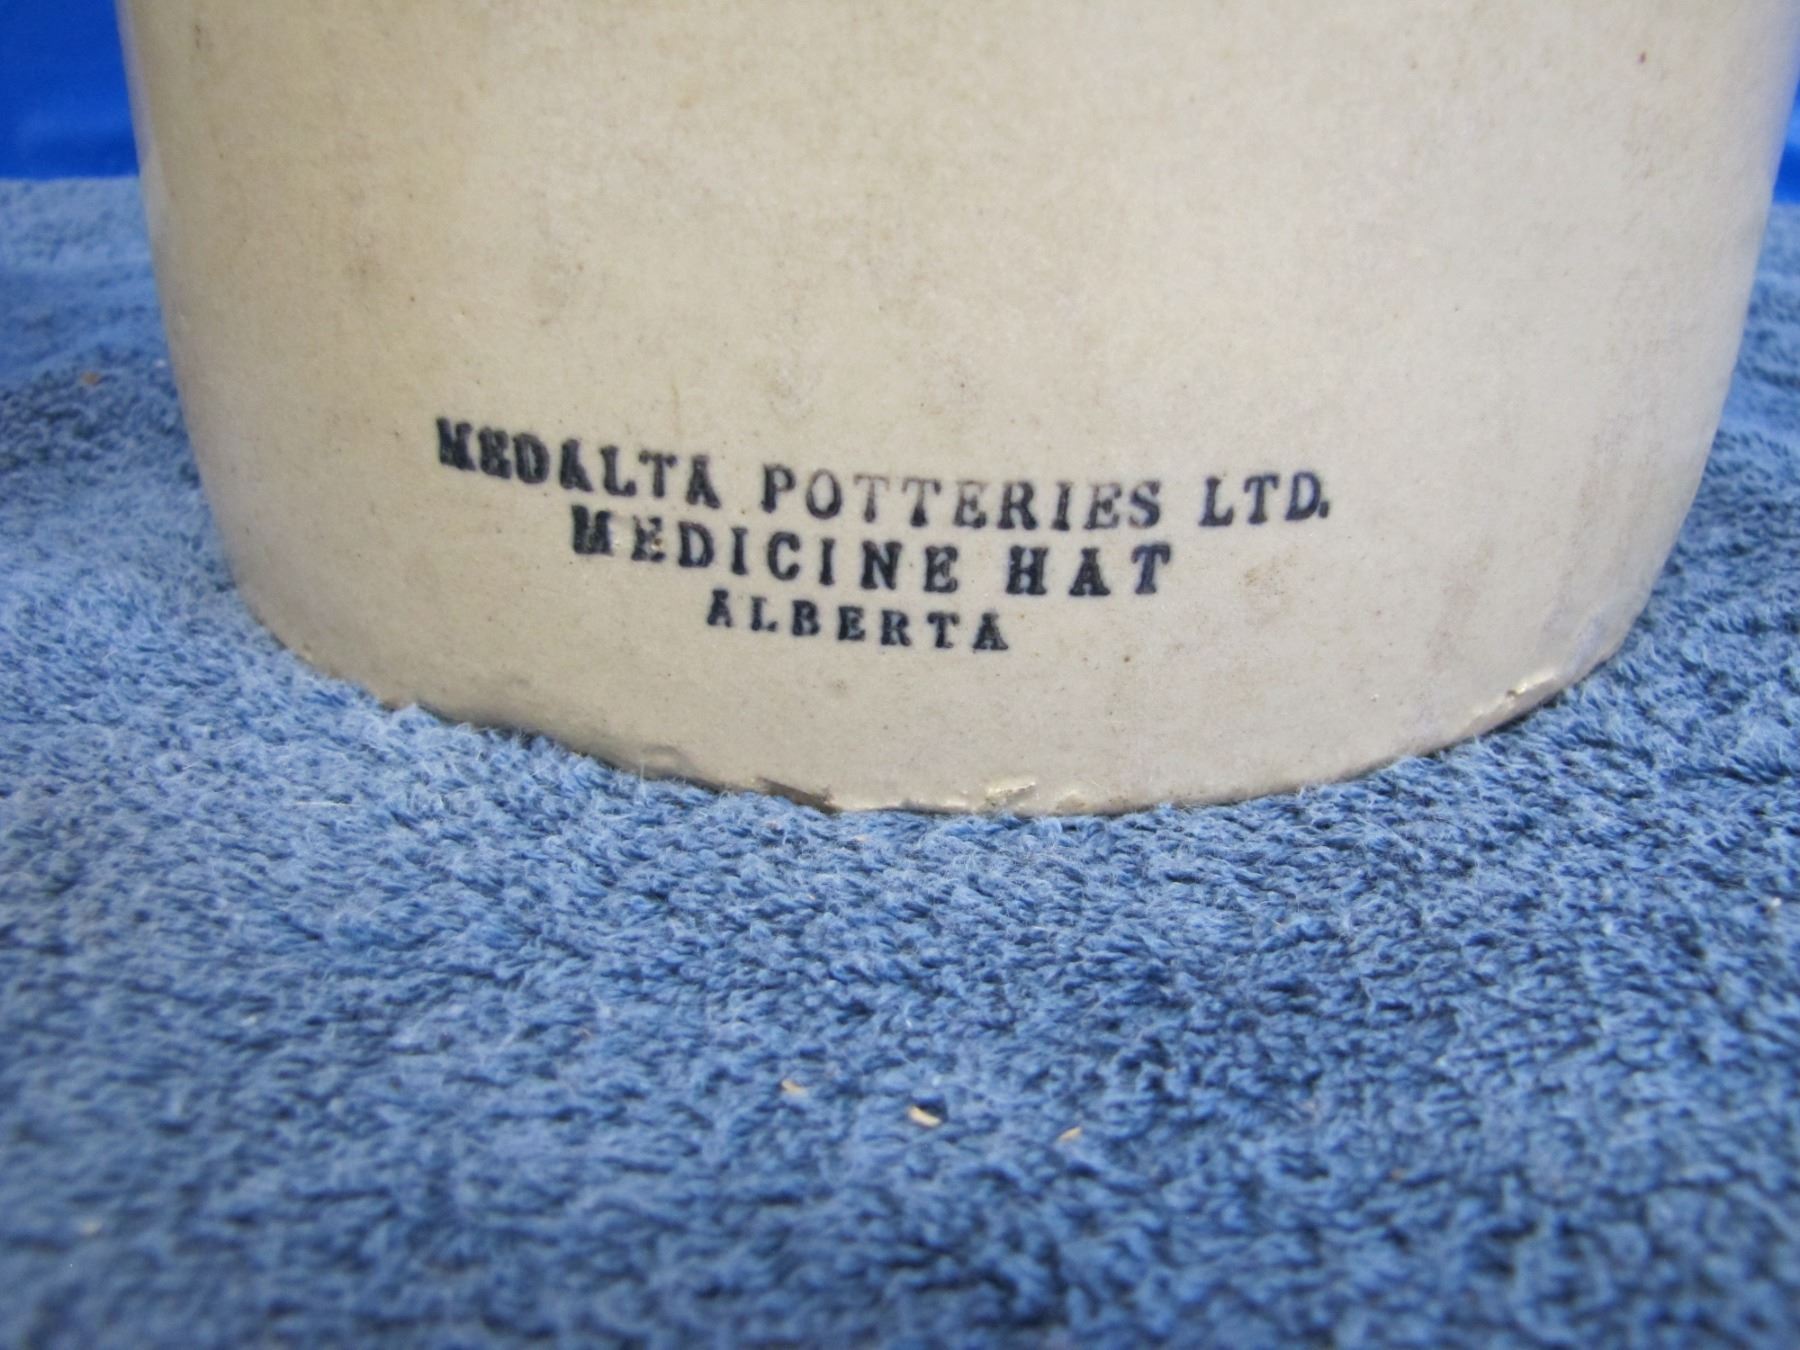 MEDALTA POTTERIES LTD.
MEDICINE HAT
ALBERTA